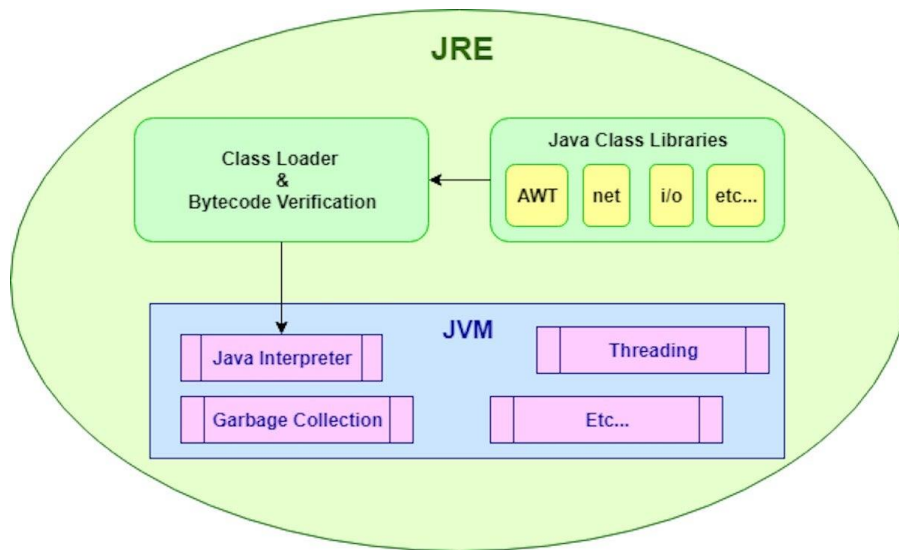 JRE
Class Loader
&
Bytecode Verification
Java Class Libraries
AWT net i/o etc...
JVM
Java Interpreter
Threading
Garbage Collection
Etc...